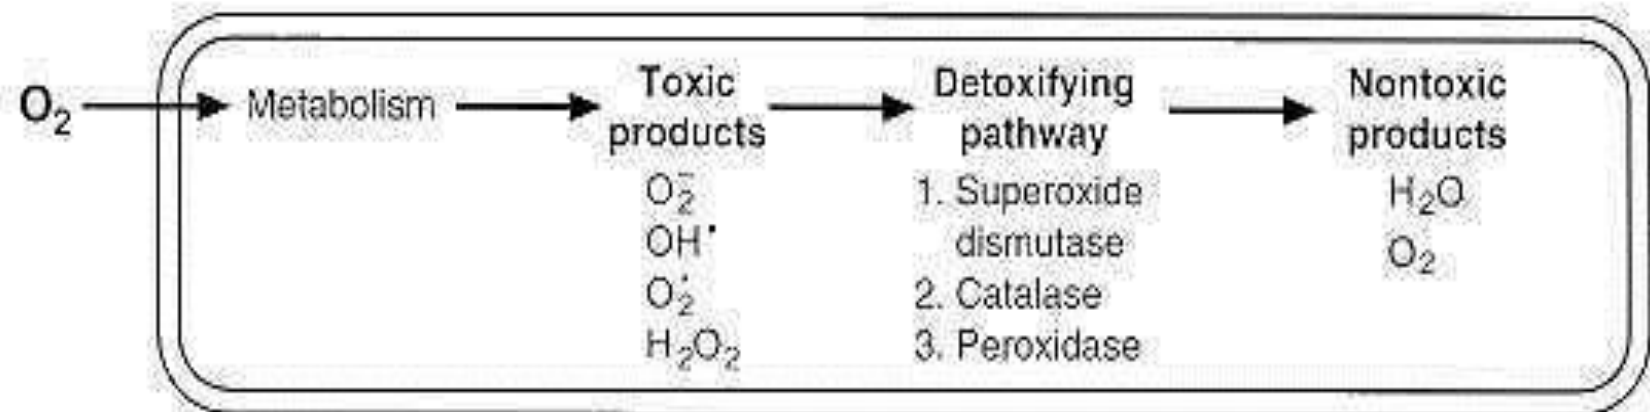 O₂ Metabolism Toxic products Detoxifying pathway Nontoxic products
O₂⁻ 1. Superoxide dismutase H₂O
OH• O₂
O₂• 2. Catalase
H₂O₂ 3. Peroxidase